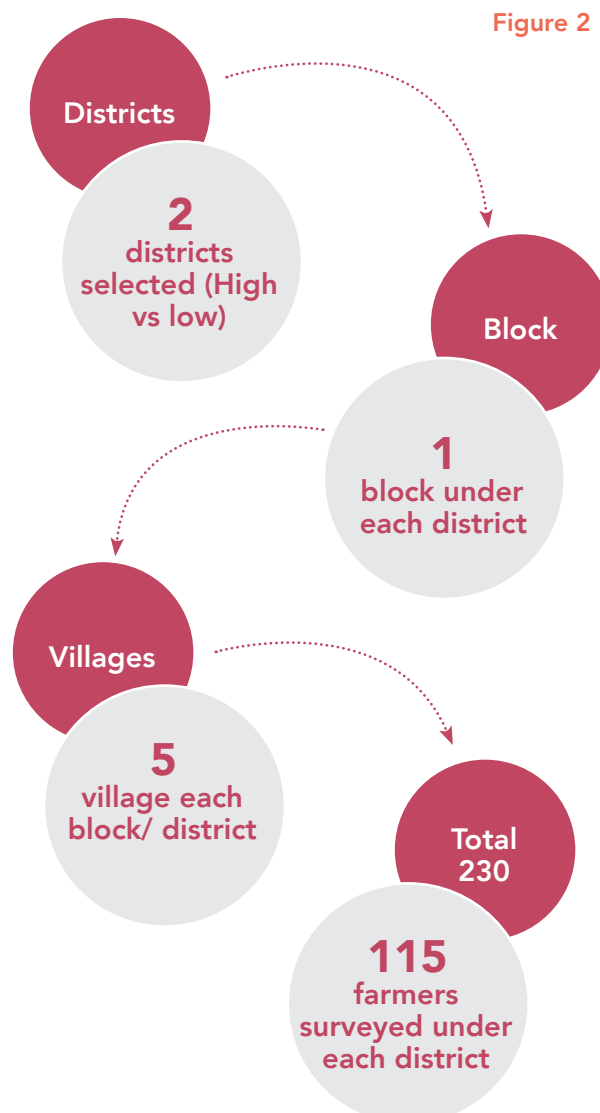 Figure 2
Districts
2
districts
selected (High
vs low)
Block
1
block under
each district
Villages
5
village each
block/ district
Total
230
115
farmers
surveyed under
each district